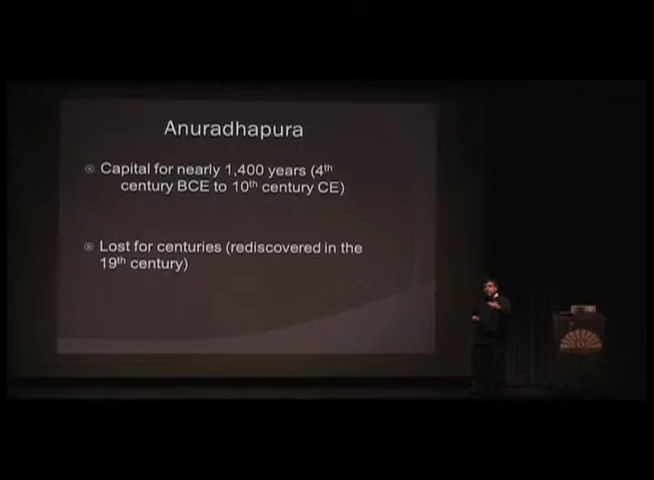 Anuradhapura
Capital for nearly 1,400 years (4th
century BCE to 10th century CE)
Lost for centuries (rediscovered in the
19th century)